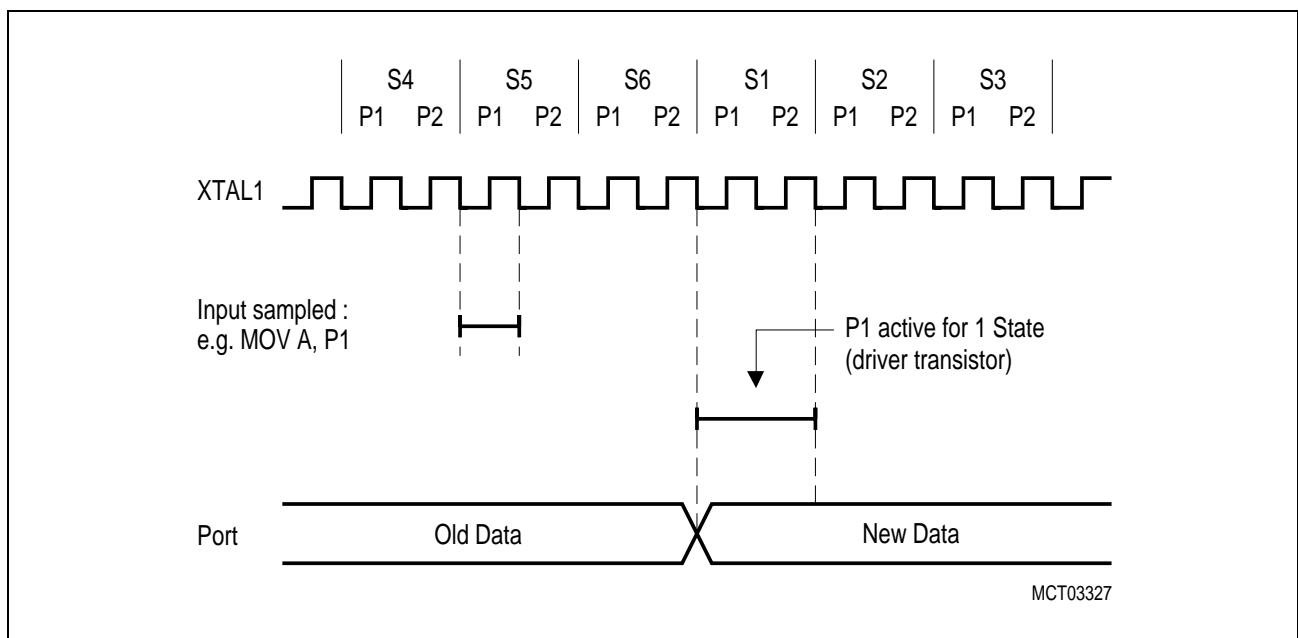 S4 S5 S6 S1 S2 S3
P1 P2 P1 P2 P1 P2 P1 P2 P1 P2 P1 P2
XTAL1
Input sampled :
e.g. MOV A, P1
P1 active for 1 State
(driver transistor)
Port Old Data New Data
MCT03327